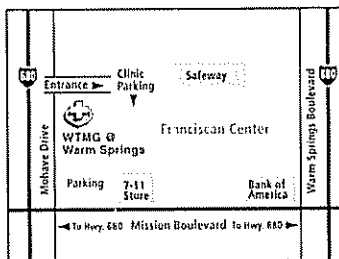 680
680
Entrance ►
Clinic
Parking
Safeway
WTMG @
Warm Springs
Franciscan Center
Mohave Drive
Warm Springs Boulevard
Parking
7-11
Store
Bank of
America
◄ To Hwy. 680 Mission Boulevard To Hwy. 880 ►